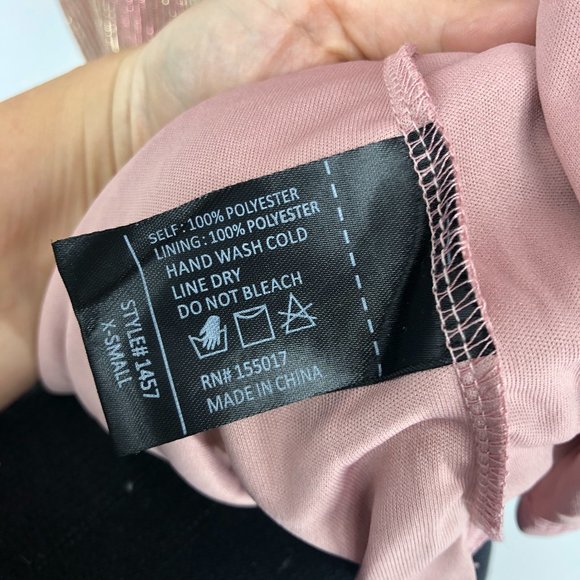 SELF: 100% POLYESTER
LINING: 100% POLYESTER
HAND WASH COLD
LINE DRY
DO NOT BLEACH
RN# 155017
MADE IN CHINA
STYLE# 1457
X-SMALL